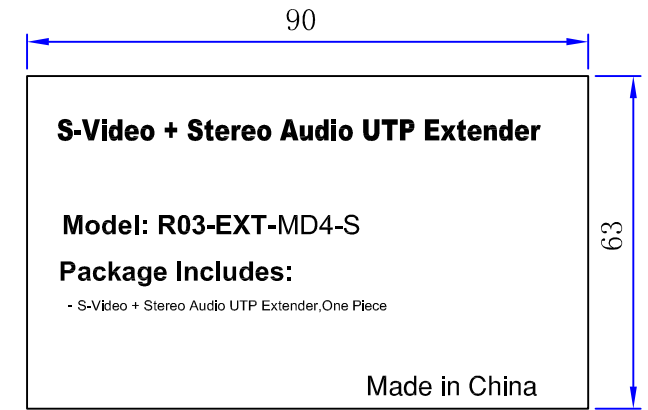 90
S-Video + Stereo Audio UTP Extender
Model: R03-EXT-MD4-S
63
Package Includes:
- S-Video + Stereo Audio UTP Extender,One Piece
Made in China